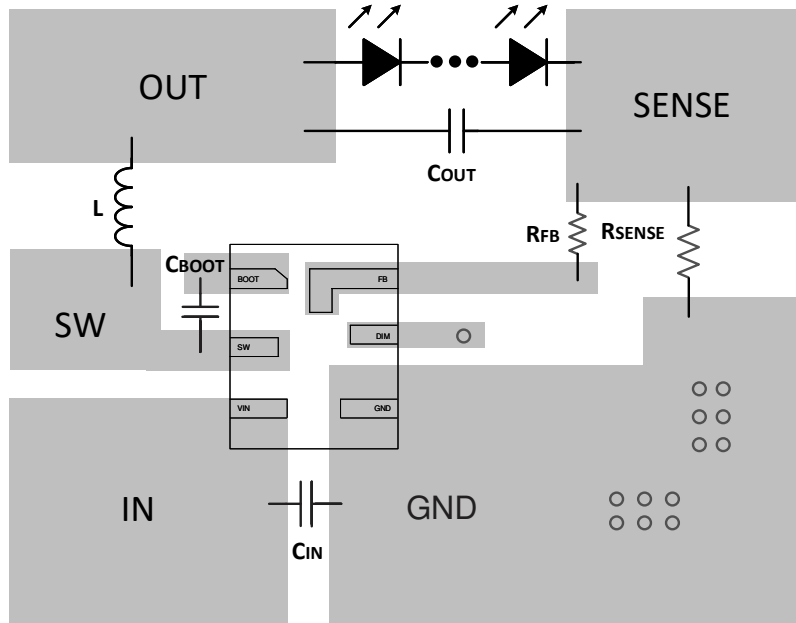 OUT
SENSE
COUT
L
RFB
RSENSE
CBOOT
BOOT
FB
SW
SW
DIM
VIN
GND
IN
GND
CIN